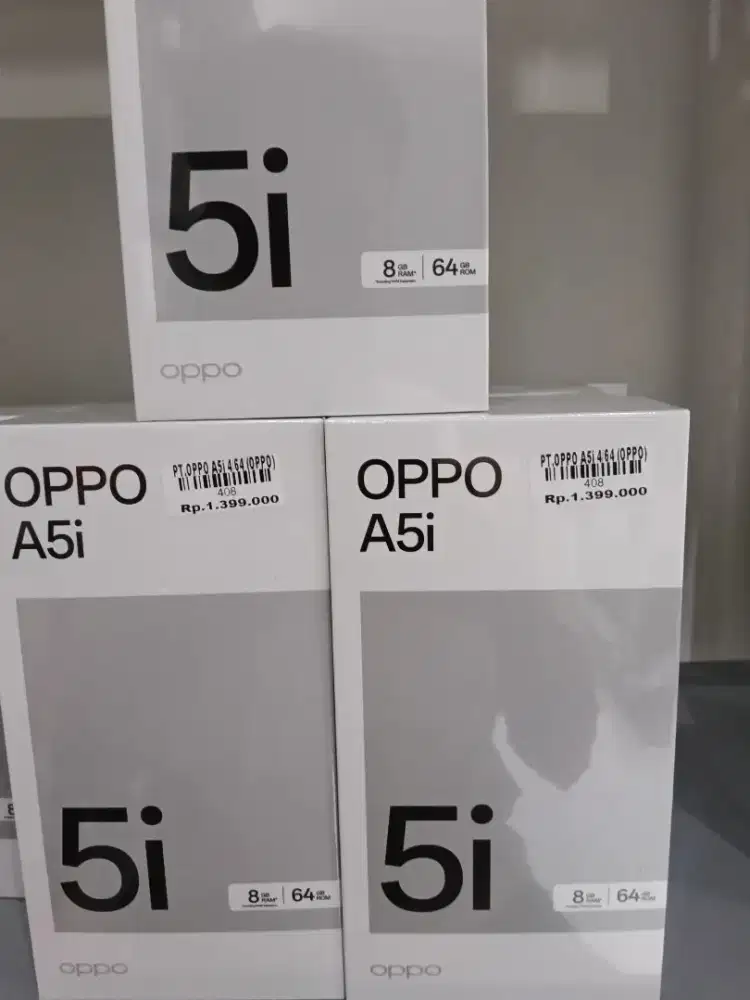 5i
8 GB RAM* | 64 GB ROM
oppo
OPPO
A5i
PT.OPPO A5i 4/64 (OPPO)
408
Rp.1.399.000
5i
8 GB RAM* | 64 GB ROM
oppo
OPPO
A5i
PT.OPPO A5i 4/64 (OPPO)
408
Rp.1.399.000
5i
8 GB RAM* | 64 GB ROM
oppo